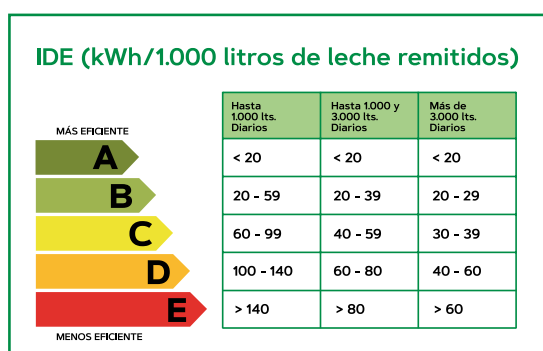 IDE (kWh/1.000 litros de leche remitidos)
Hasta
1.000 lts.
Diarios
Hasta 1.000 y
3.000 lts.
Diarios
Más de
3.000 lts.
Diarios
MÁS EFICIENTE
A
< 20
< 20
< 20
B
20 - 59
20 - 39
20 - 29
C
60 - 99
40 - 59
30 - 39
D
100 - 140
60 - 80
40 - 60
E
> 140
> 80
> 60
MENOS EFICIENTE